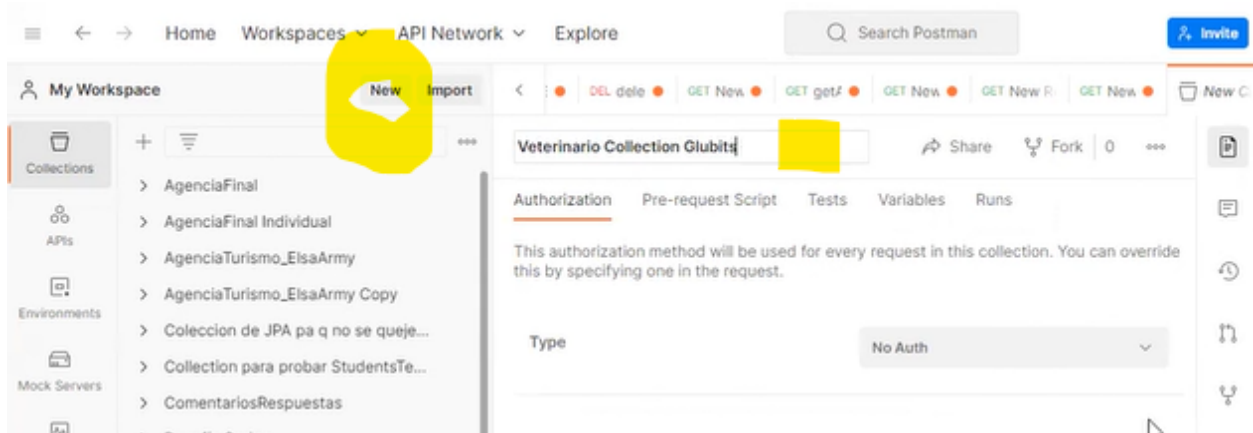 Home Workspaces API Network Explore Search Postman Invite
My Workspace New Import
DEL dele GET New GET getA GET New GET New R GET New New C
Collections
APIs
Environments
Mock Servers
AgenciaFinal
AgenciaFinal Individual
AgenciaTurismo_ElsaArmy
AgenciaTurismo_ElsaArmy Copy
Coleccion de JPA pa q no se queje...
Collection para probar StudentsTe...
ComentariosRespuestas
Veterinario Collection Glubits
Share Fork 0
Authorization Pre-request Script Tests Variables Runs
This authorization method will be used for every request in this collection. You can override
this by specifying one in the request.
Type No Auth